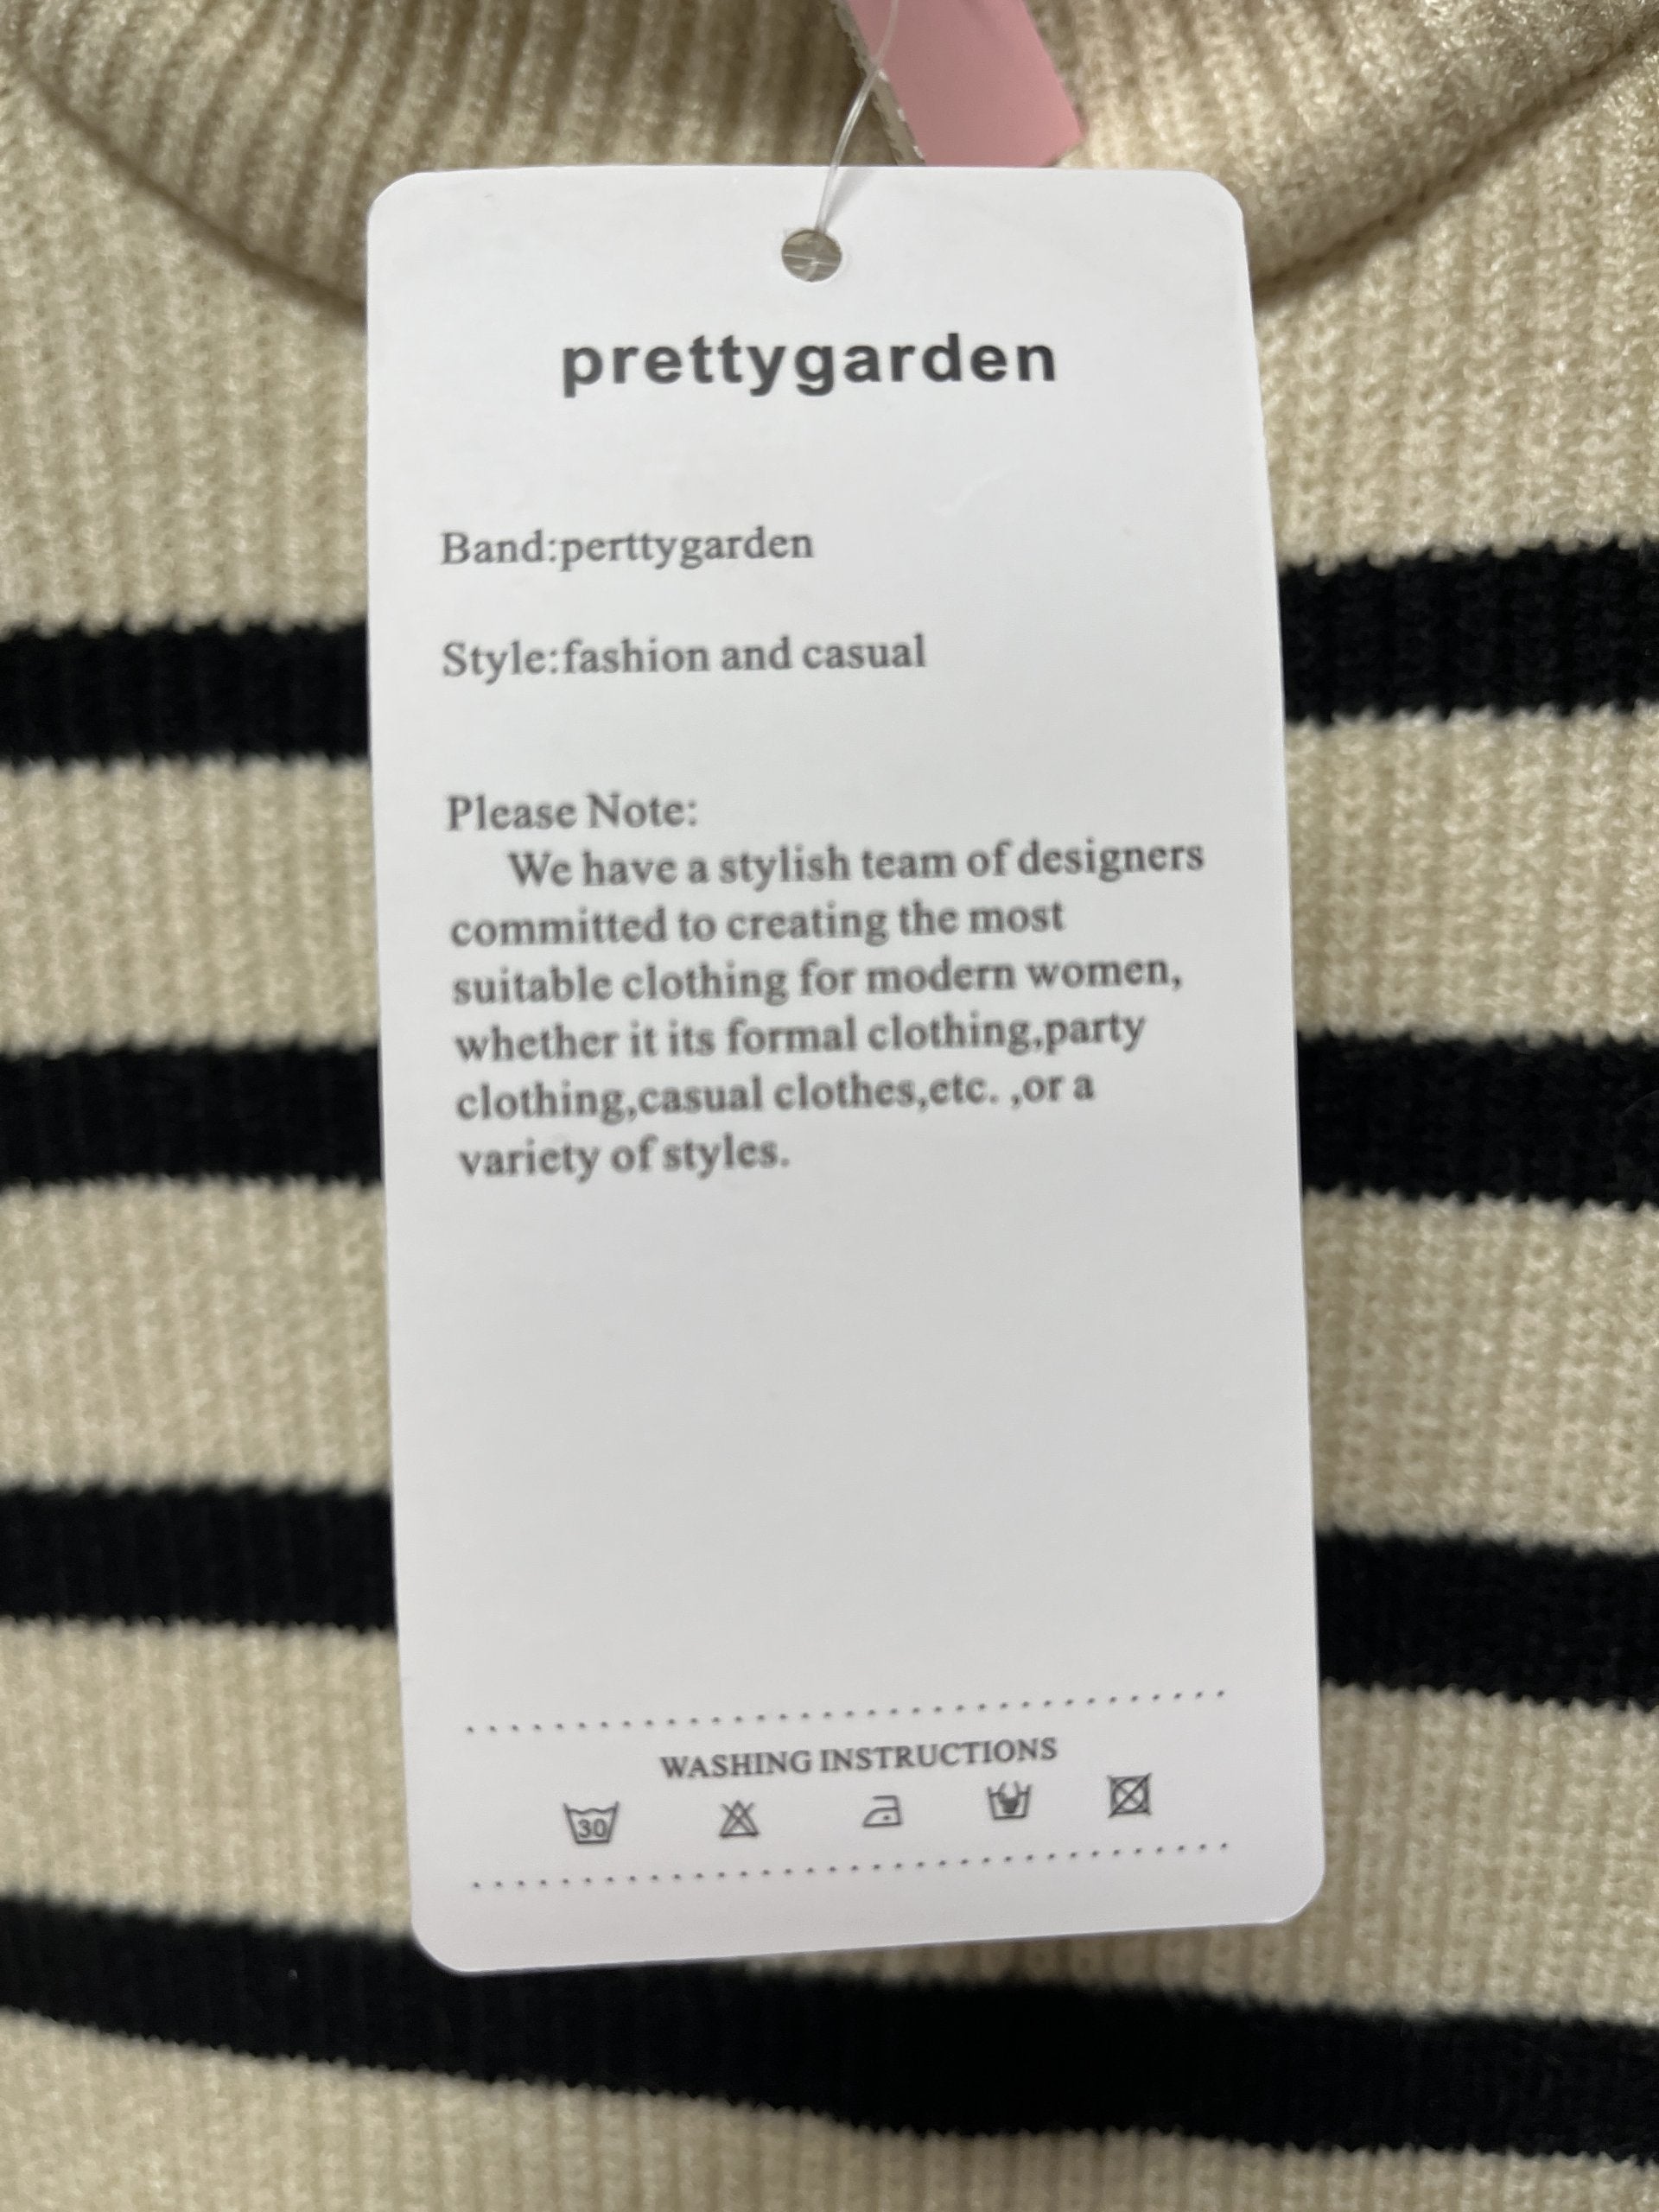 prettygarden
Band:perttygarden
Style:fashion and casual
Please Note:
We have a stylish team of designers
committed to creating the most
suitable clothing for modern women,
whether it its formal clothing,party
clothing,casual clothes,etc. ,or a
variety of styles.
WASHING INSTRUCTIONS
30